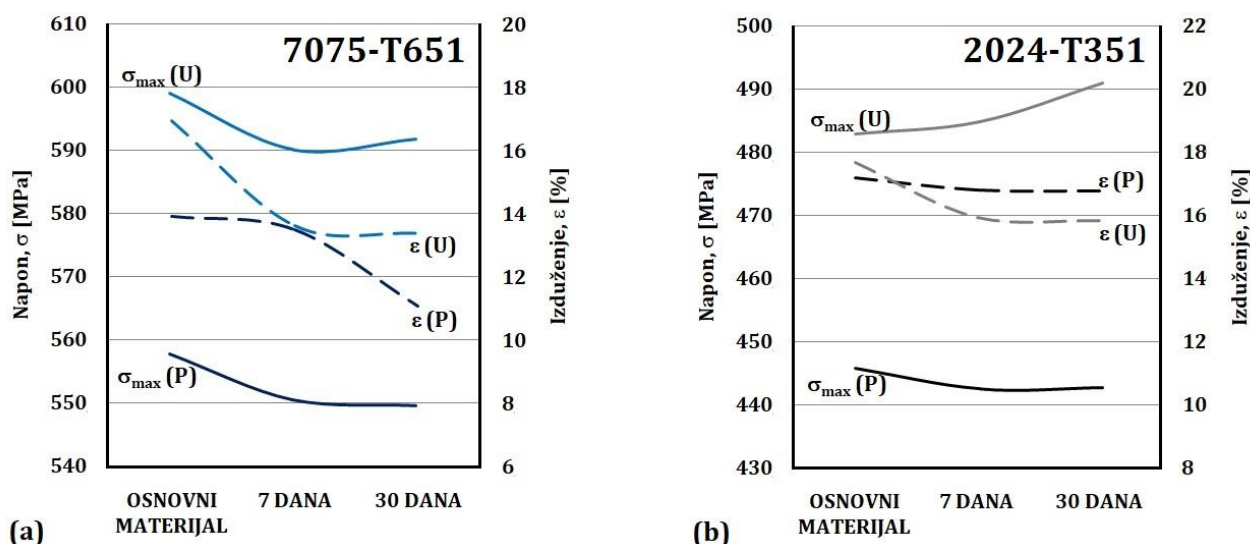 7075-T651
Napon, σ [MPa]
610
600
590
580
570
560
550
540
Izduženje, ε [%]
20
18
16
14
12
10
8
6
σmax (U)
ε (U)
ε (P)
σmax (P)
OSNOVNI
MATERIJAL
7 DANA
30 DANA
(a)
2024-T351
Napon, σ [MPa]
500
490
480
470
460
450
440
430
Izduženje, ε [%]
22
20
18
16
14
12
10
8
σmax (U)
ε (P)
ε (U)
σmax (P)
OSNOVNI
MATERIJAL
7 DANA
30 DANA
(b)